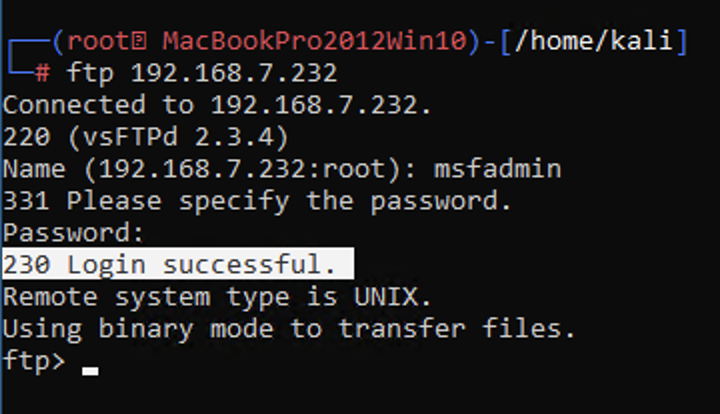 ┌──(root㉿ MacBookPro2012Win10)-[/home/kali]
└─# ftp 192.168.7.232
Connected to 192.168.7.232.
220 (vsFTPd 2.3.4)
Name (192.168.7.232:root): msfadmin
331 Please specify the password.
Password:
230 Login successful.
Remote system type is UNIX.
Using binary mode to transfer files.
ftp>